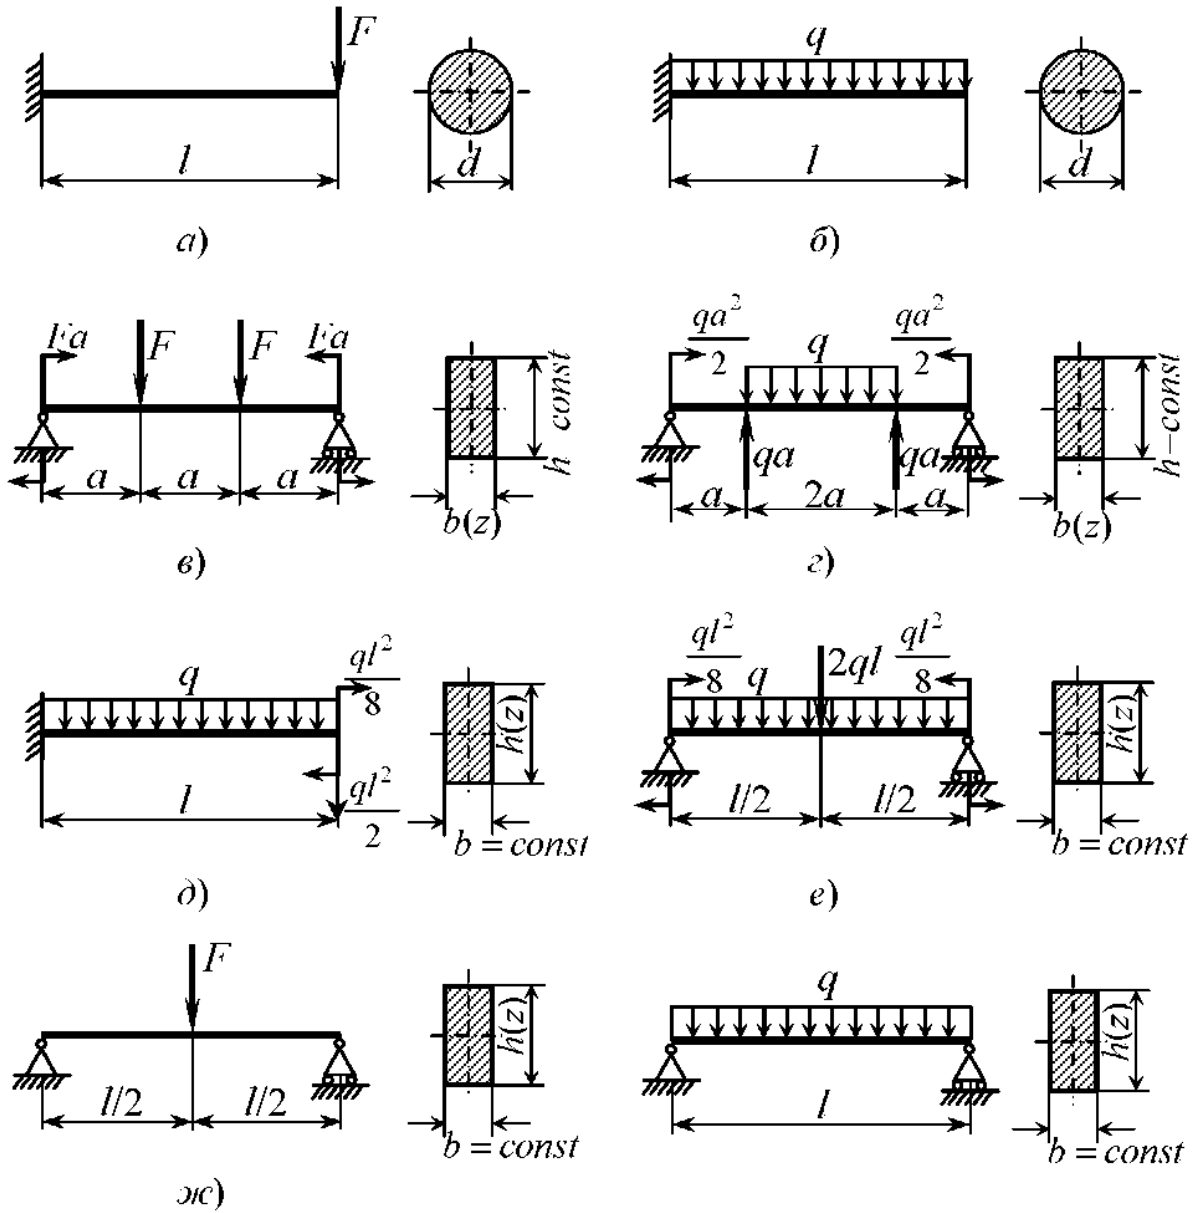 F
q
l
d
l
d
а)
б)
Fa
F
F
Fa
h const
a
a
a
b(z)
qa²/2
q
qa²/2
h – const
qa
qa
a
2a
a
b(z)
в)
г)
q
ql²/8
h(z)
l
ql²/2
b = const
ql²/8
q
2ql
ql²/8
h(z)
l/2
l/2
b = const
д)
е)
F
h(z)
l/2
l/2
b = const
q
h(z)
l
b = const
ж)